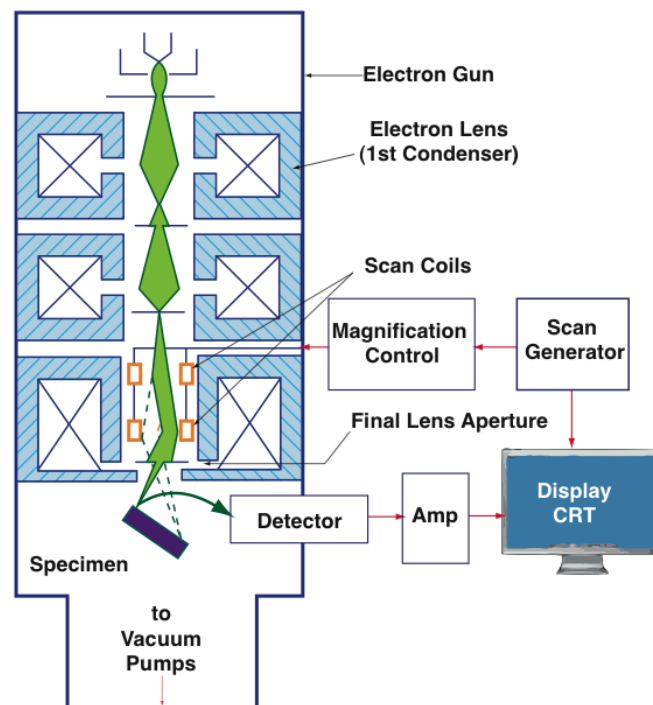 Electron Gun
Electron Lens
(1st Condenser)
Scan Coils
Magnification
Control
Scan
Generator
Final Lens Aperture
Display
CRT
Detector
Amp
Specimen
to
Vacuum
Pumps